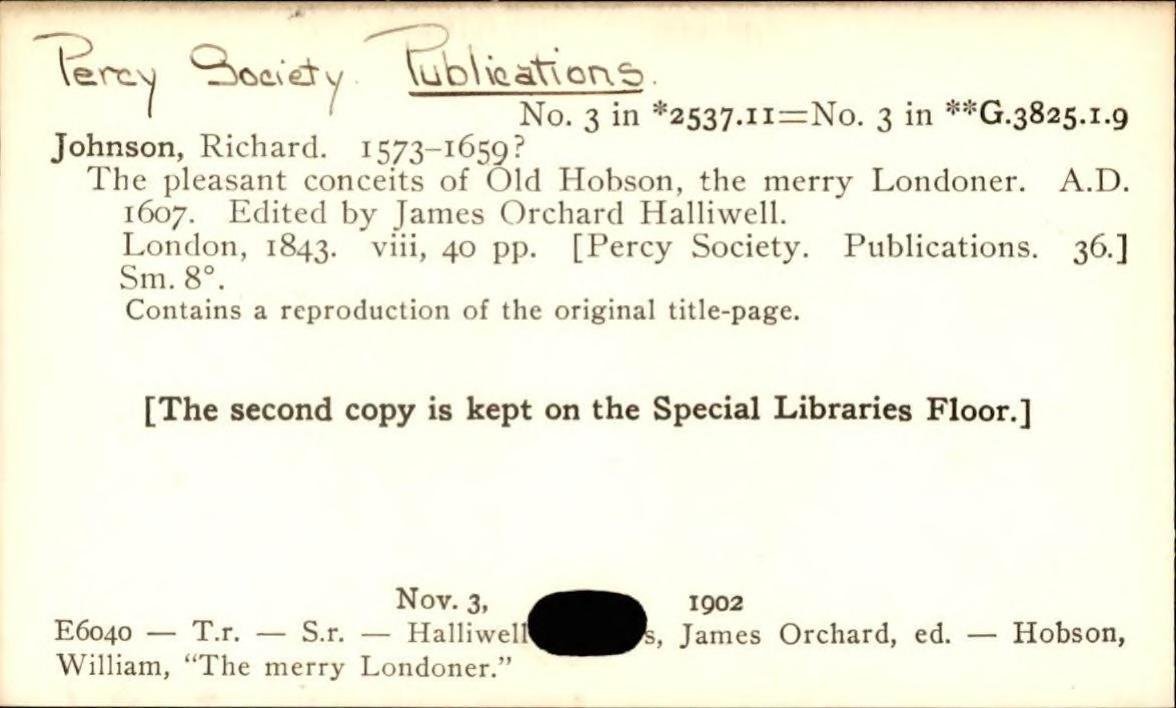 Percy Society. Publications.
No. 3 in *2537.11=No. 3 in **G.3825.1.9
Johnson, Richard. 1573–1659?
The pleasant conceits of Old Hobson, the merry Londoner. A.D.
1607. Edited by James Orchard Halliwell.
London, 1843. viii, 40 pp. [Percy Society. Publications. 36.]
Sm. 8°.
Contains a reproduction of the original title-page.
[The second copy is kept on the Special Libraries Floor.]
Nov. 3, 1902
E6040 — T.r. — S.r. — Halliwell s, James Orchard, ed. — Hobson,
William, “The merry Londoner.”